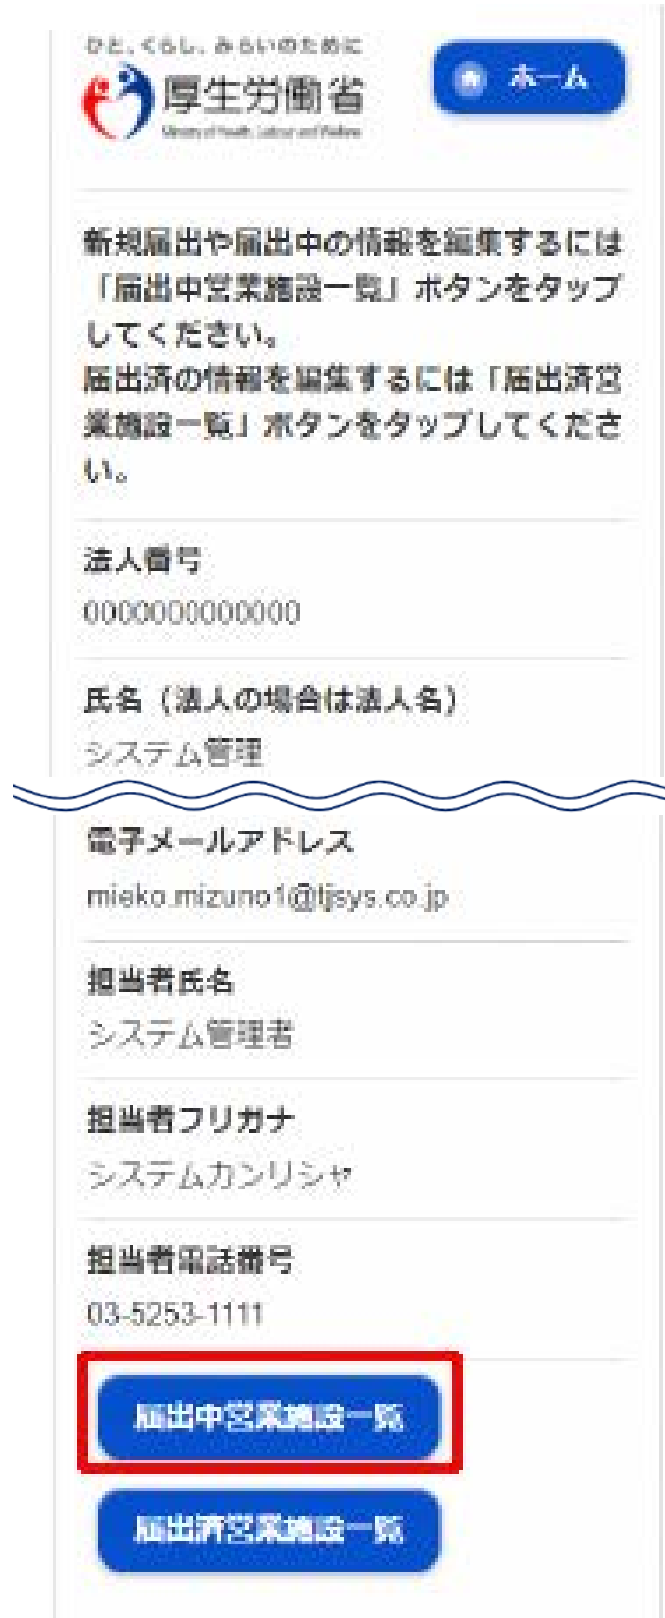 ひと、くらし、みらいのために
厚生労働省
Ministry of Health, Labour and Welfare
ホーム
新規届出や届出中の情報を編集するには
「届出中営業施設一覧」ボタンをタップ
してください。
届出済の情報を編集するには「届出済営
業施設一覧」ボタンをタップしてくださ
い。
法人番号
0000000000000
氏名（法人の場合は法人名）
システム管理
電子メールアドレス
mieko.mizuno1@tjsys.co.jp
担当者氏名
システム管理者
担当者フリガナ
システムカンリシャ
担当者電話番号
03-5253-1111
届出中営業施設一覧
届出済営業施設一覧